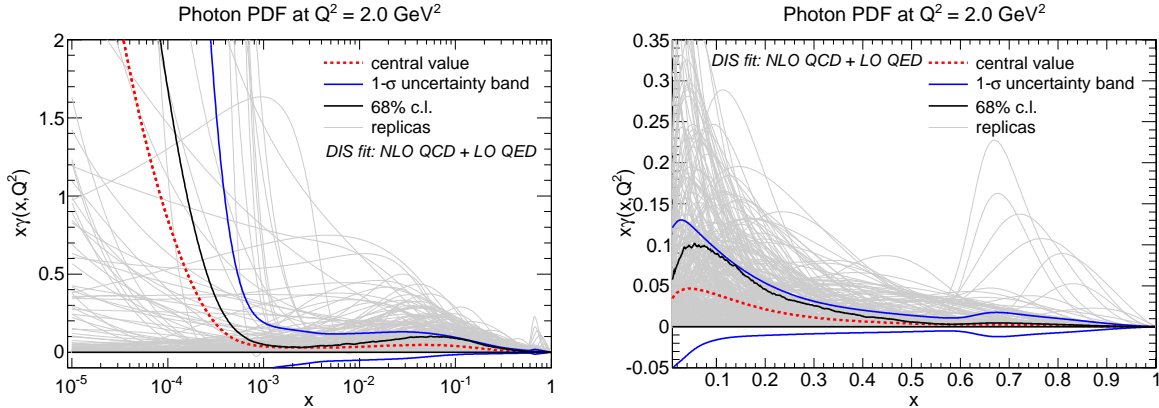 Photon PDF at Q² = 2.0 GeV²
xγ(x,Q²)
2
1.5
1
0.5
0
central value
1-σ uncertainty band
68% c.l.
replicas
DIS fit: NLO QCD + LO QED
10⁻⁵ 10⁻⁴ 10⁻³ 10⁻² 10⁻¹ 1
x
Photon PDF at Q² = 2.0 GeV²
xγ(x,Q²)
0.35
0.3
0.25
0.2
0.15
0.1
0.05
0
-0.05
DIS fit: NLO QCD + LO QED
central value
1-σ uncertainty band
68% c.l.
replicas
0.1 0.2 0.3 0.4 0.5 0.6 0.7 0.8 0.9 1
x